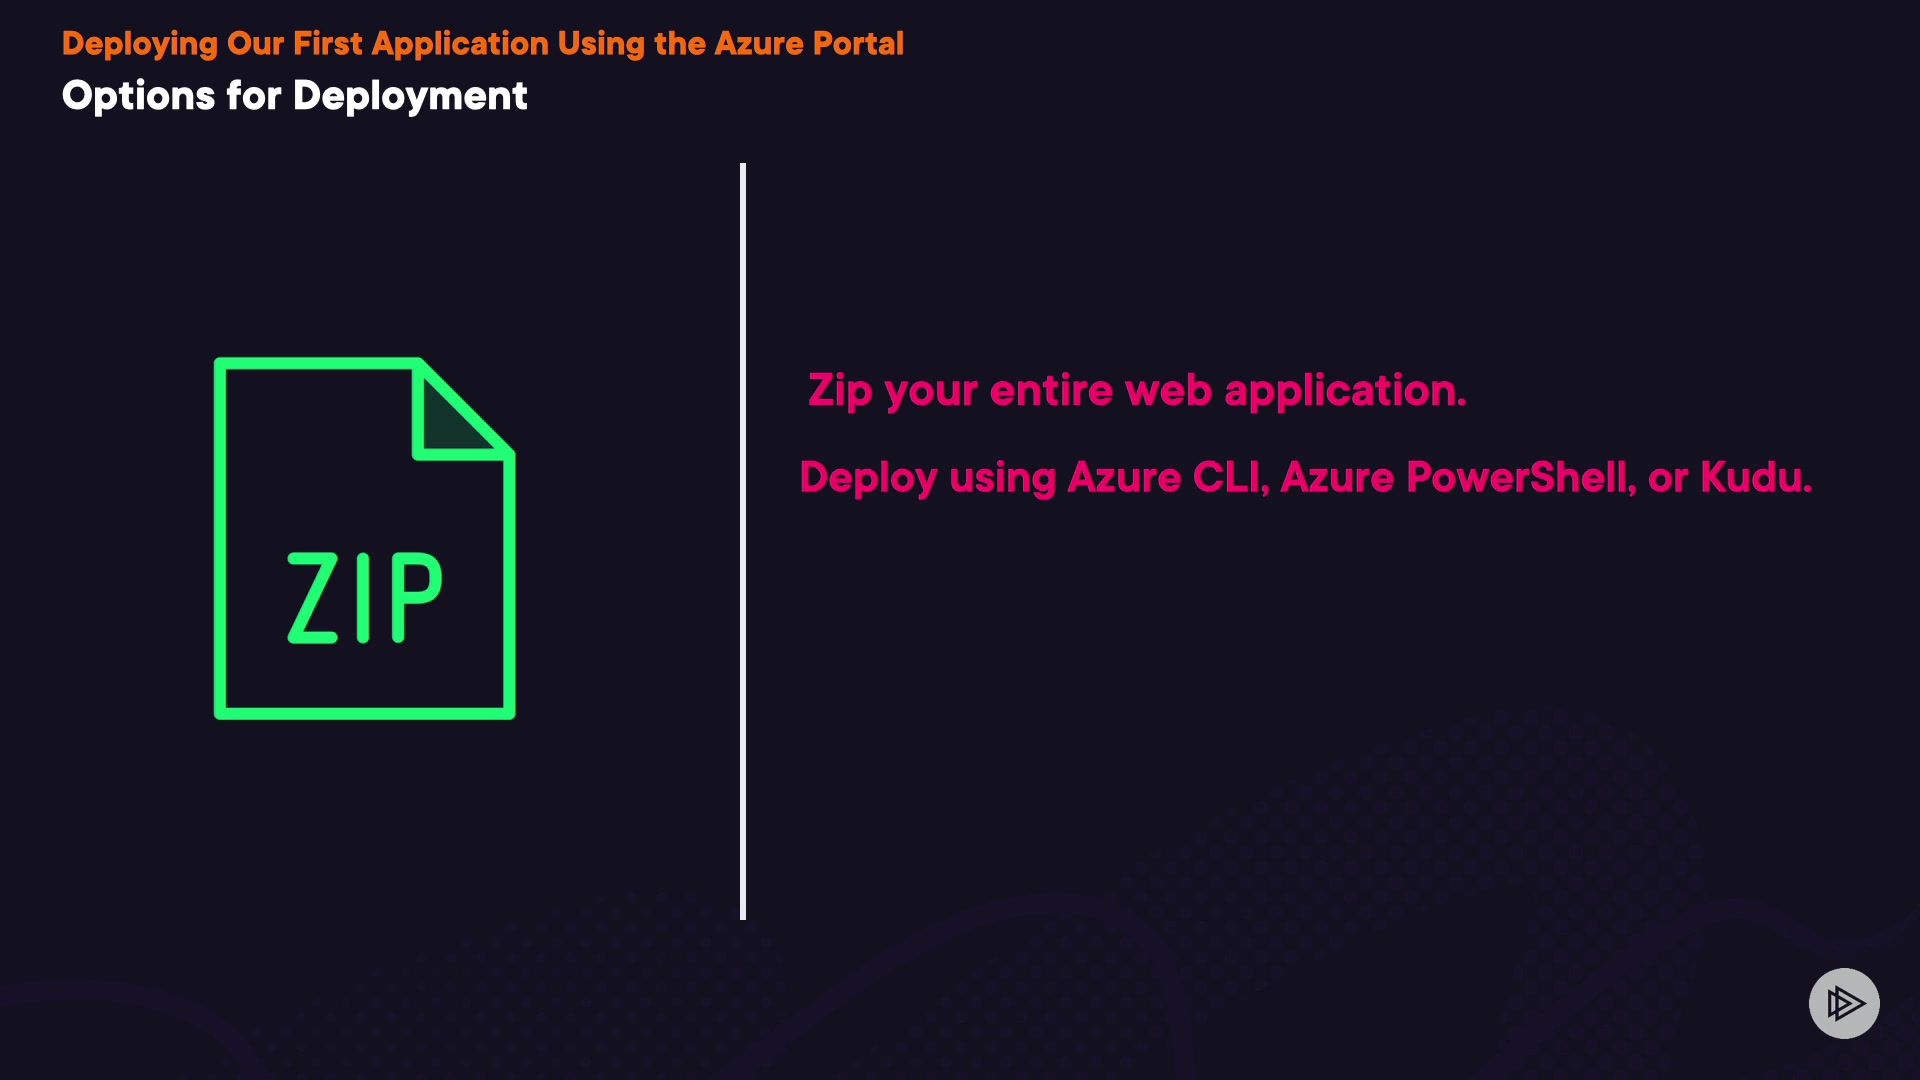 Deploying Our First Application Using the Azure Portal
Options for Deployment
ZIP
Zip your entire web application.
Deploy using Azure CLI, Azure PowerShell, or Kudu.